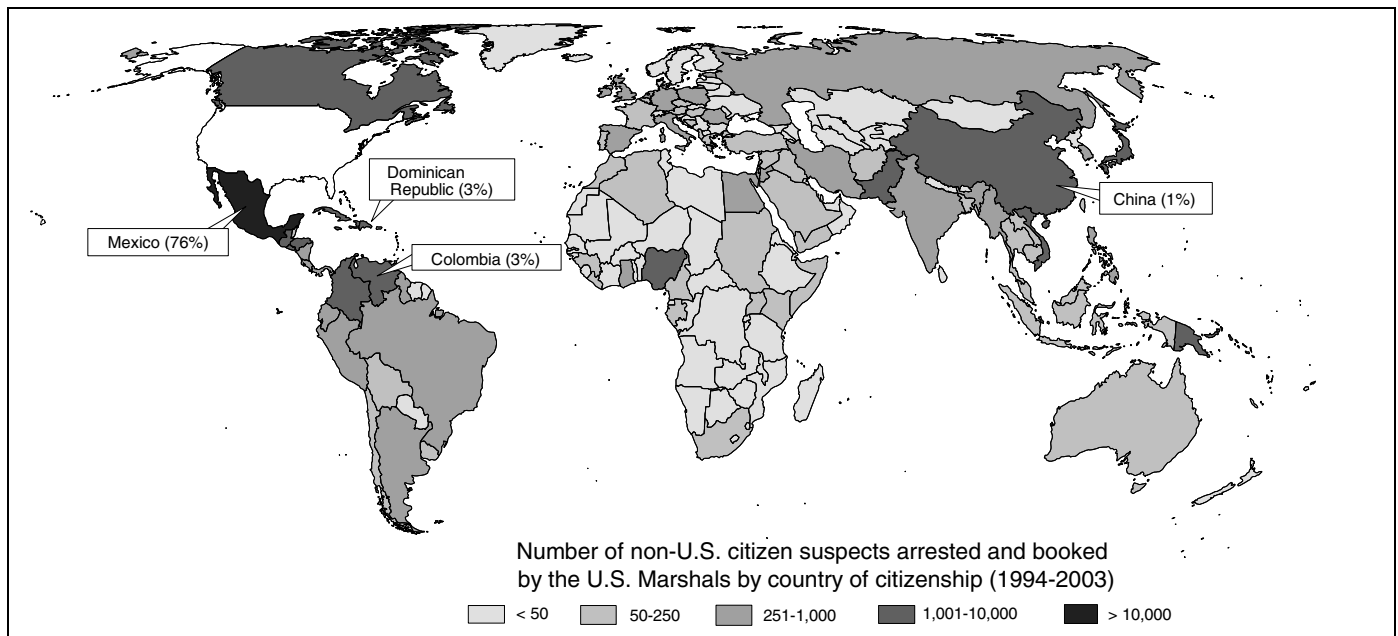 Dominican
Republic (3%)
China (1%)
Mexico (76%)
Colombia (3%)
Number of non-U.S. citizen suspects arrested and booked
by the U.S. Marshals by country of citizenship (1994-2003)
< 50 50-250 251-1,000 1,001-10,000 > 10,000